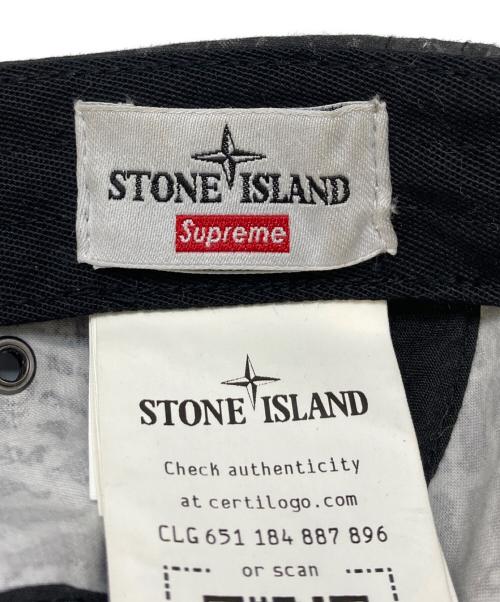 STONE ISLAND
Supreme
STONE ISLAND
Check authenticity
at certilogo.com
CLG 651 184 887 896
or scan